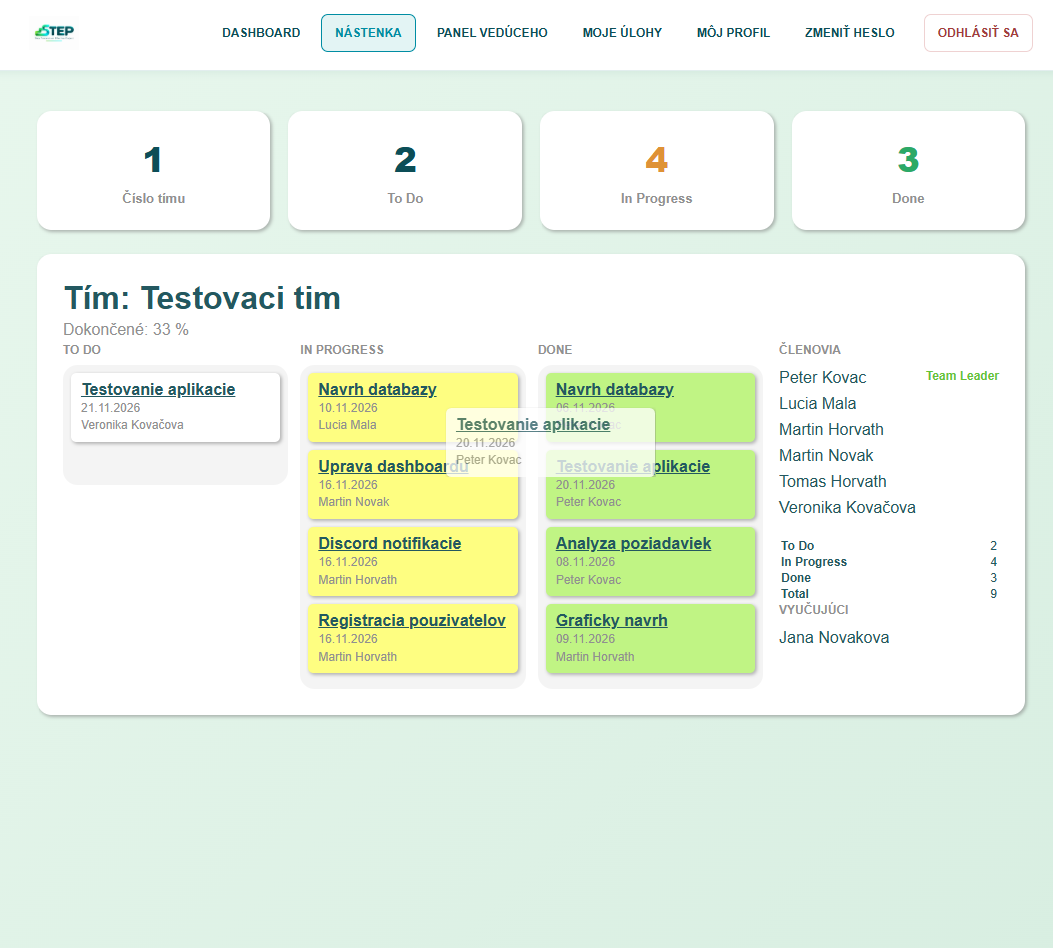 STEP
DASHBOARD
NÁSTENKA
PANEL VEDÚCEHO
MOJE ÚLOHY
MÔJ PROFIL
ZMENIŤ HESLO
ODHLÁSIŤ SA
1
Číslo tímu
2
To Do
4
In Progress
3
Done
Tím: Testovaci tim
Dokončené: 33 %
TO DO
Testovanie aplikacie
21.11.2026
Veronika Kovačova
IN PROGRESS
Navrh databazy
10.11.2026
Lucia Mala
Uprava dashboardu
16.11.2026
Martin Novak
Discord notifikacie
16.11.2026
Martin Horvath
Registracia pouzivatelov
16.11.2026
Martin Horvath
Testovanie aplikacie
20.11.2026
Peter Kovac
DONE
Navrh databazy
06.11.2026
Testovanie aplikacie
20.11.2026
Peter Kovac
Analyza poziadaviek
08.11.2026
Peter Kovac
Graficky navrh
09.11.2026
Martin Horvath
ČLENOVIA
Peter Kovac Team Leader
Lucia Mala
Martin Horvath
Martin Novak
Tomas Horvath
Veronika Kovačova
To Do 2
In Progress 4
Done 3
Total 9
VYUČUJÚCI
Jana Novakova